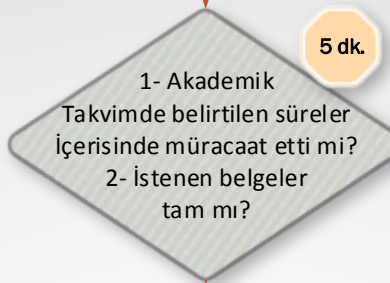 5 dk.
1- Akademik
Takvimde belirtilen süreler
İçerisinde müracaat etti mi?
2- İstenen belgeler
tam mı?